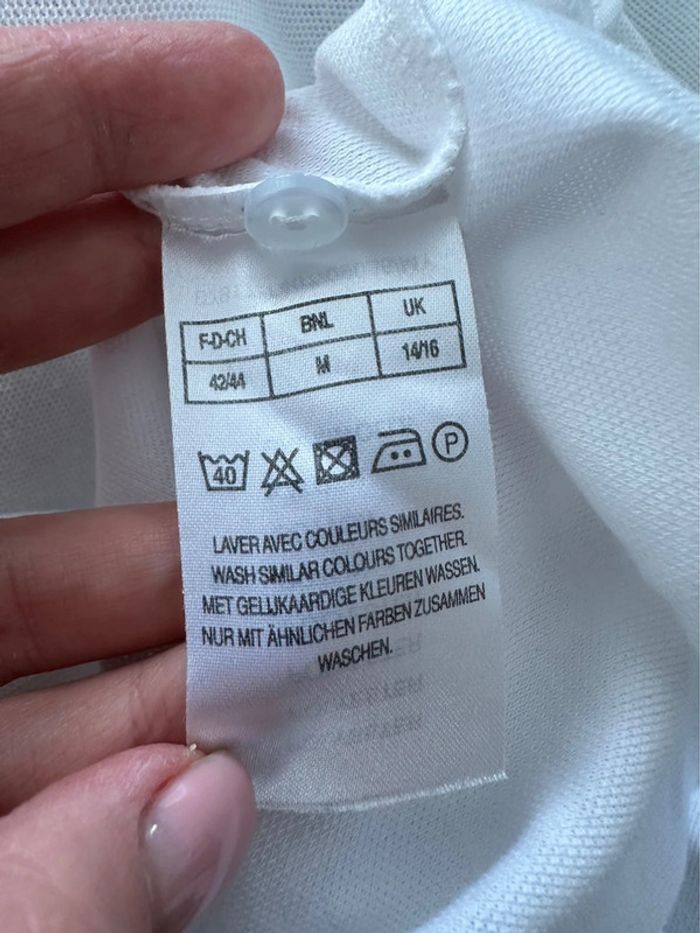 F-D-CH BNL UK
42/44 M 14/16
40 P
LAVER AVEC COULEURS SIMILAIRES.
WASH SIMILAR COLOURS TOGETHER.
MET GELIJKAARDIGE KLEUREN WASSEN.
NUR MIT ÄHNLICHEN FARBEN ZUSAMMEN
WASCHEN.